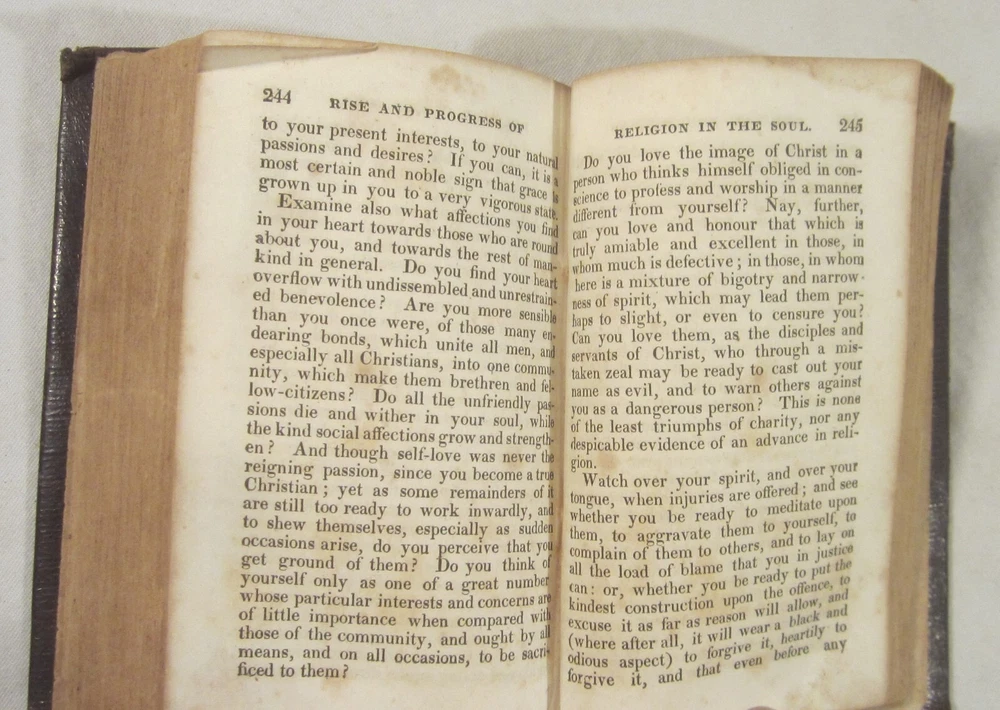 244 RISE AND PROGRESS OF
to your present interests, to your natural
passions and desires? If you can, it is a
most certain and noble sign that grace is
grown up in you to a very vigorous state.
Examine also what affections you find
in your heart towards those who are round
about you, and towards the rest of man-
kind in general. Do you find your heart
overflow with undissembled and unrestrain-
ed benevolence? Are you more sensible
than you once were, of those many en-
dearing bonds, which unite all men, and
especially all Christians, into one commu-
nity, which make them brethren and fel-
low-citizens? Do all the unfriendly pas-
sions die and wither in your soul, while
the kind social affections grow and strength-
en? And though self-love was never the
reigning passion, since you become a true
Christian; yet as some remainders of it
are still too ready to work inwardly, and
to shew themselves, especially as sudden
occasions arise, do you perceive that you
get ground of them? Do you think of
yourself only as one of a great number
whose particular interests and concerns are
of little importance when compared with
those of the community, and ought by all
means, and on all occasions, to be sacri-
ficed to them?
RELIGION IN THE SOUL. 245
Do you love the image of Christ in a
person who thinks himself obliged in con-
science to profess and worship in a manner
different from yourself? Nay, further,
can you love and honour that which is
truly amiable and excellent in those, in
whom much is defective; in those, in whom
here is a mixture of bigotry and narrow-
ness of spirit, which may lead them per-
haps to slight, or even to censure you?
Can you love them, as the disciples and
servants of Christ, who through a mis-
taken zeal may be ready to cast out your
name as evil, and to warn others against
you as a dangerous person? This is none
of the least triumphs of charity, nor any
despicable evidence of an advance in reli-
gion.
Watch over your spirit, and over your
tongue, when injuries are offered; and see
whether you be ready to meditate upon
them, to aggravate them to yourself, to
complain of them to others, and to lay on
all the load of blame that you in justice
can: or, whether you be ready to put the
kindest construction upon the offence, to
excuse it as far as reason will allow, and
(where after all, it will wear a black and
odious aspect) to forgive it, heartily to
forgive it, and that even before any